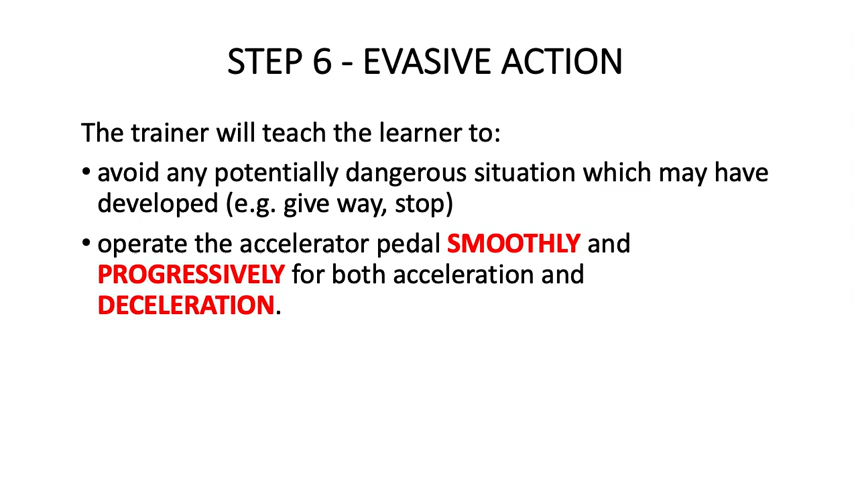 STEP 6 - EVASIVE ACTION
The trainer will teach the learner to:
• avoid any potentially dangerous situation which may have
developed (e.g. give way, stop)
• operate the accelerator pedal SMOOTHLY and
PROGRESSIVELY for both acceleration and
DECELERATION.